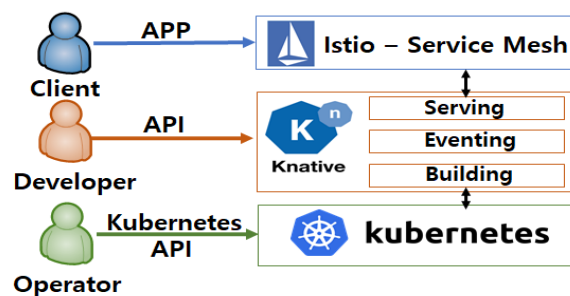 APP
Istio – Service Mesh
Client
API
K
n
Knative
Serving
Eventing
Building
Developer
Kubernetes
API
kubernetes
Operator